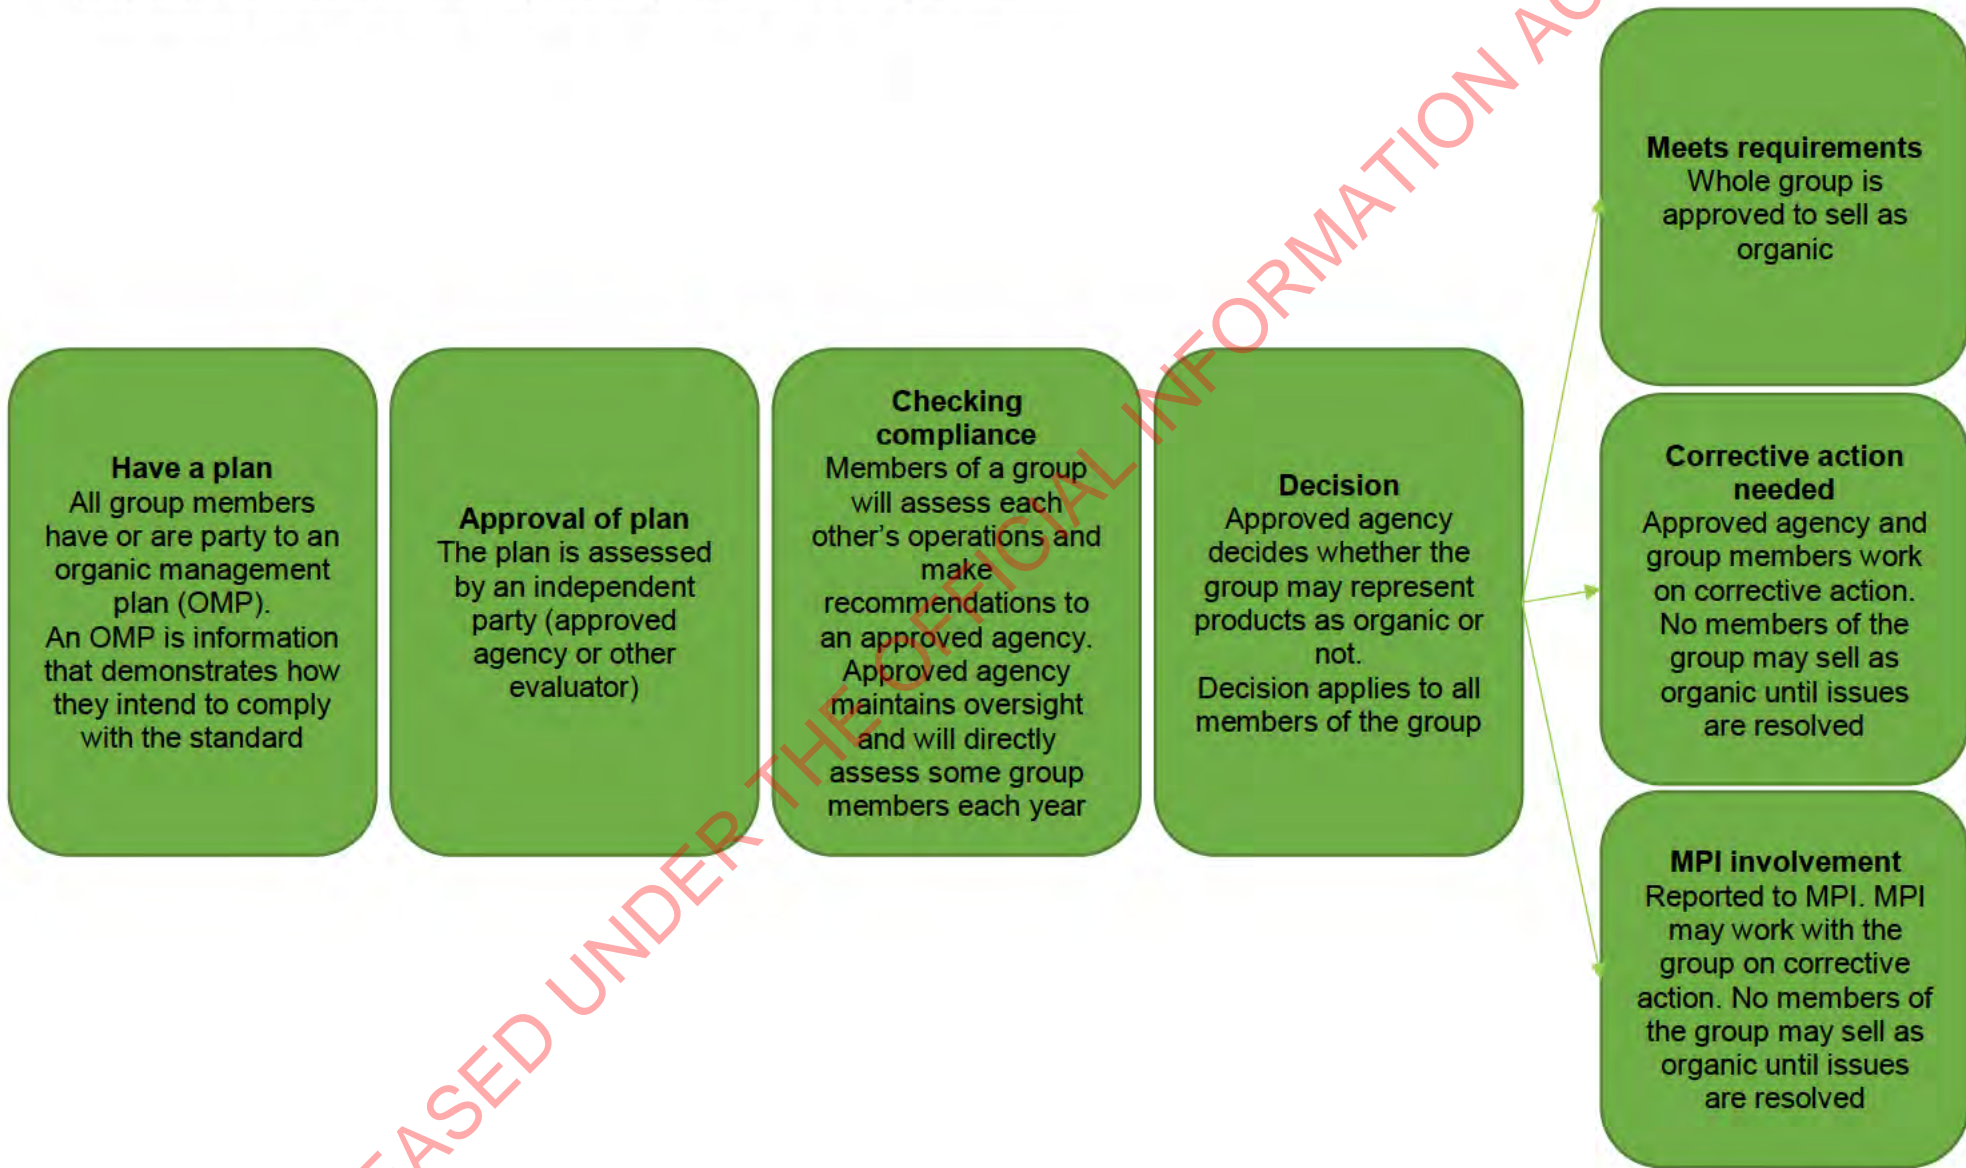 Have a plan
All group members
have or are party to an
organic management
plan (OMP).
An OMP is information
that demonstrates how
they intend to comply
with the standard
Approval of plan
The plan is assessed
by an independent
party (approved
agency or other
evaluator)
Checking
compliance
Members of a group
will assess each
other's operations and
make
recommendations to
an approved agency.
Approved agency
maintains oversight
and will directly
assess some group
members each year
Decision
Approved agency
decides whether the
group may represent
products as organic or
not.
Decision applies to all
members of the group
Meets requirements
Whole group is
approved to sell as
organic
Corrective action
needed
Approved agency and
group members work
on corrective action.
No members of the
group may sell as
organic until issues
are resolved
MPI involvement
Reported to MPI. MPI
may work with the
group on corrective
action. No members of
the group may sell as
organic until issues
are resolved
EASED UNDER THE OFFICIAL INFORMATION AC